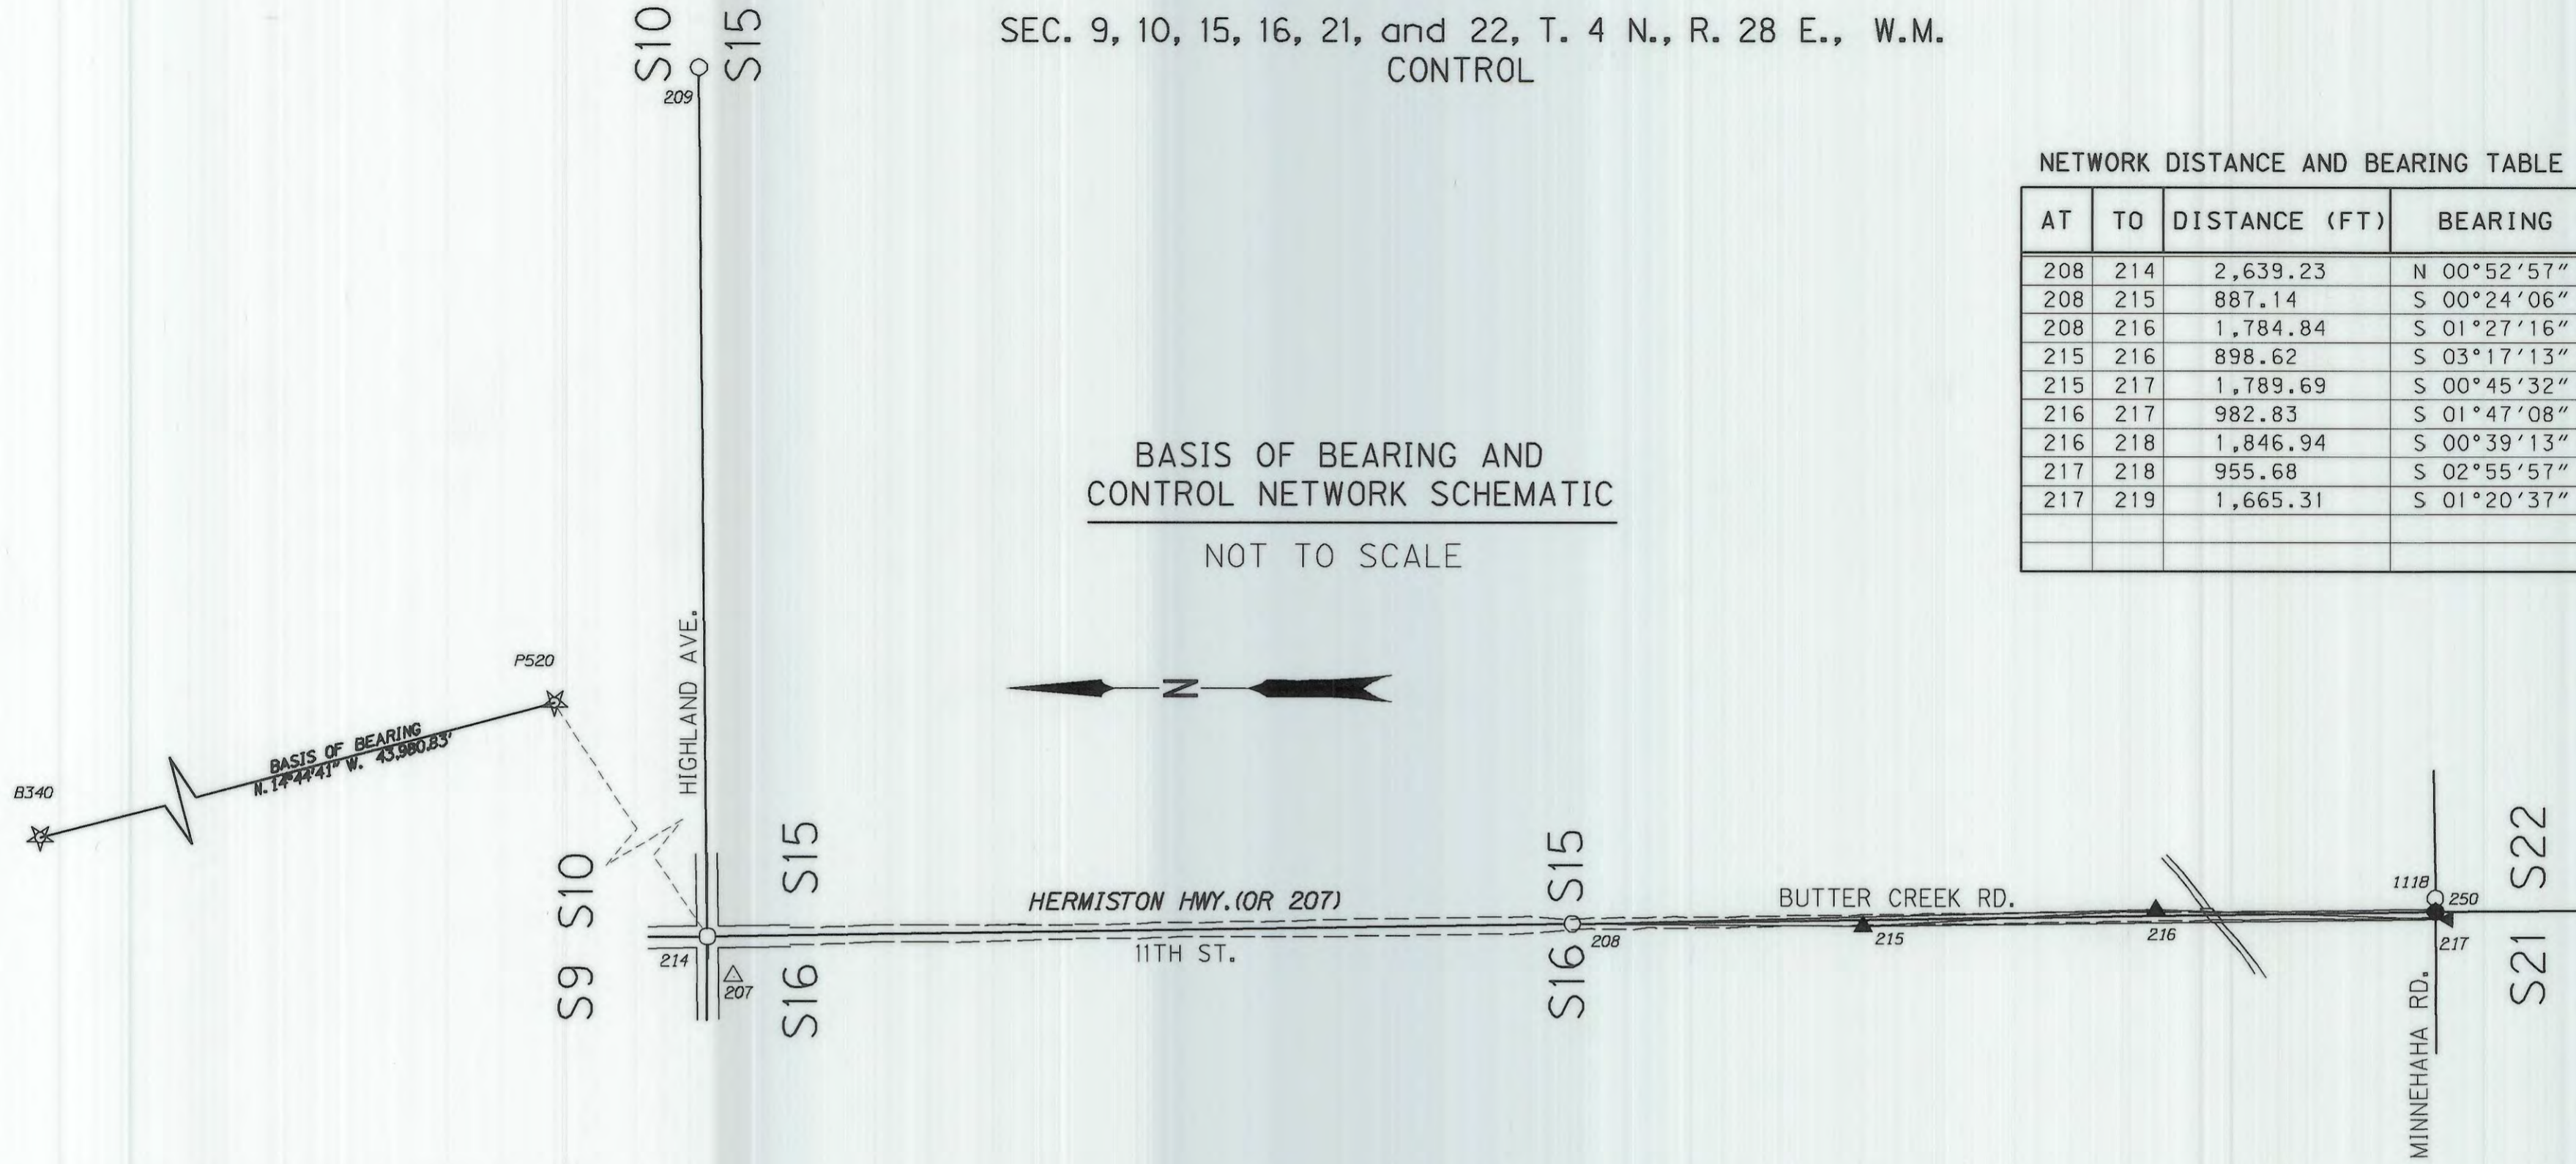 SEC. 9, 10, 15, 16, 21, and 22, T. 4 N., R. 28 E., W.M.
CONTROL
S10
S15
209
NETWORK DISTANCE AND BEARING TABLE
AT TO DISTANCE (FT) BEARING
208 214 2,639.23 N 00°52'57"
208 215 887.14 S 00°24'06"
208 216 1,784.84 S 01°27'16"
215 216 898.62 S 03°17'13"
215 217 1,789.69 S 00°45'32"
216 217 982.83 S 01°47'08"
216 218 1,846.94 S 00°39'13"
217 218 955.68 S 02°55'57"
217 219 1,665.31 S 01°20'37"
BASIS OF BEARING AND
CONTROL NETWORK SCHEMATIC
NOT TO SCALE
N
HIGHLAND AVE.
P520
BASIS OF BEARING
N.14°44'41" W. 43,980.83'
B340
S9 S10
S16 S15
214
207
HERMISTON HWY.(OR 207)
11TH ST.
S16 S15
208
BUTTER CREEK RD.
215
216
1118
250
217
S21 S22
MINNEHAHA RD.